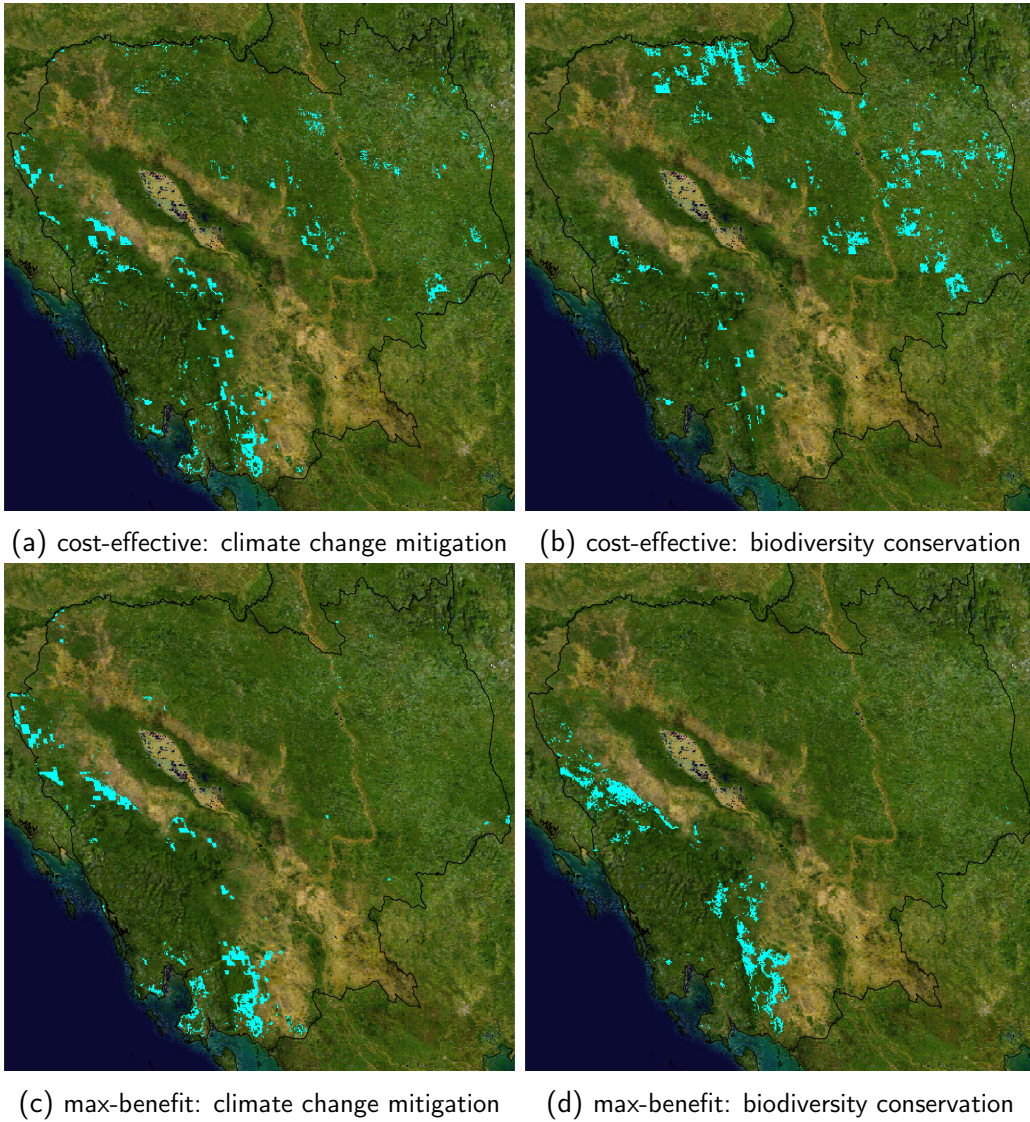 (a) cost-effective: climate change mitigation
(b) cost-effective: biodiversity conservation
(c) max-benefit: climate change mitigation
(d) max-benefit: biodiversity conservation